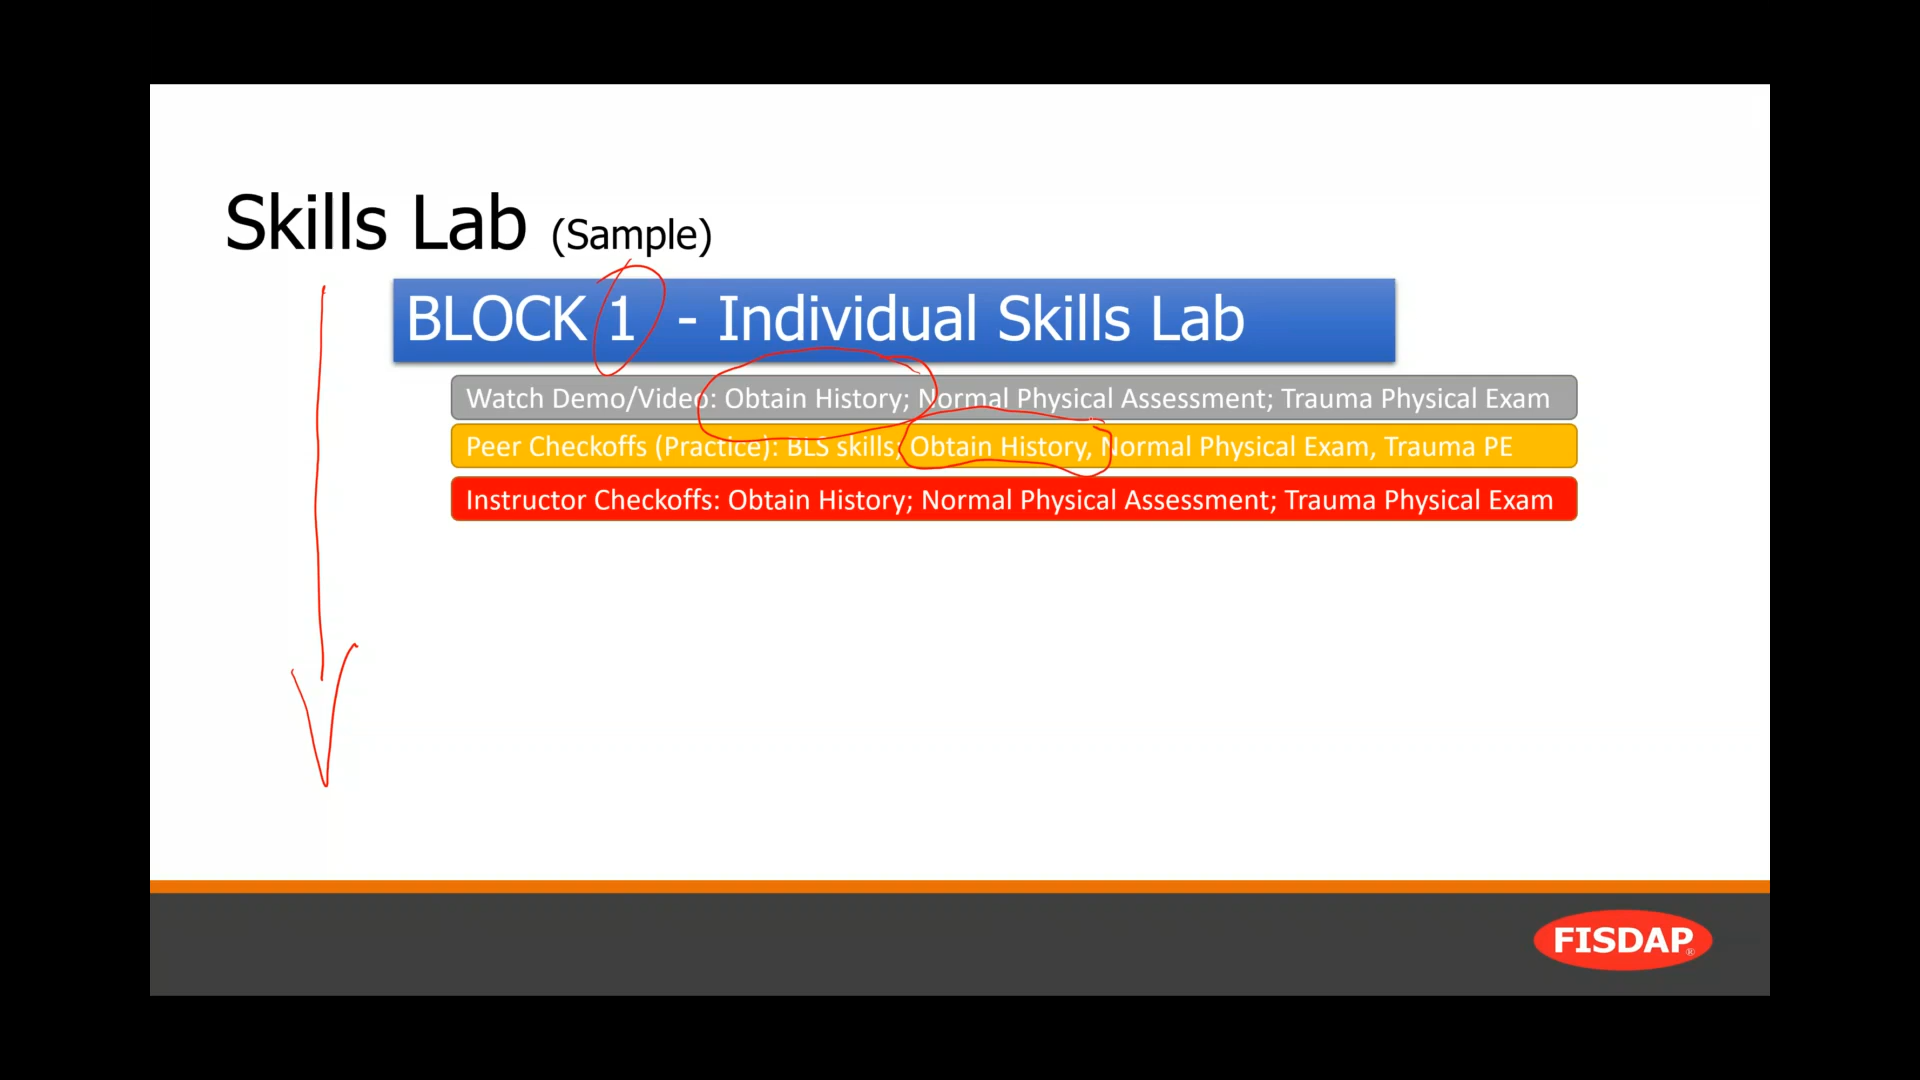 Skills Lab (Sample)
BLOCK 1 - Individual Skills Lab
Watch Demo/Video: Obtain History; Normal Physical Assessment; Trauma Physical Exam
Peer Checkoffs (Practice): BLS skills; Obtain History, Normal Physical Exam, Trauma PE
Instructor Checkoffs: Obtain History; Normal Physical Assessment; Trauma Physical Exam
FISDAP®